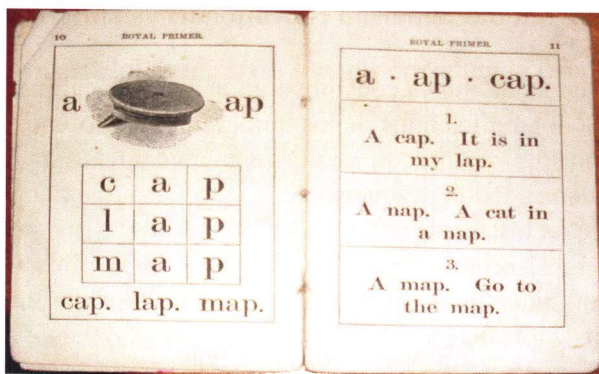 10 ROYAL PRIMER.
a ap
c a p
l a p
m a p
cap. lap. map.
ROYAL PRIMER. 11
a · ap · cap.
1.
A cap. It is in
my lap.
2.
A nap. A cat in
a nap.
3.
A map. Go to
the map.